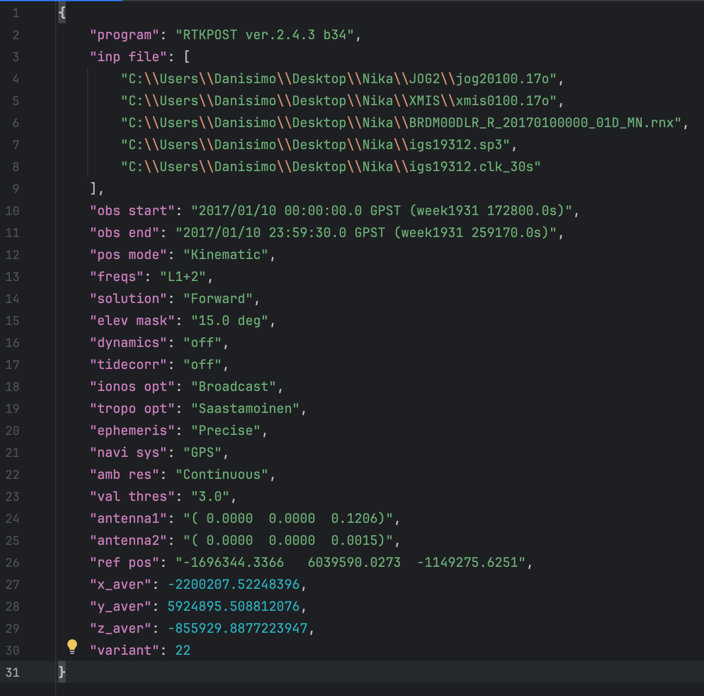 1 {
2 "program": "RTKPOST ver.2.4.3 b34",
3 "inp file": [
4 "C:\\Users\\Danisimo\\Desktop\\Nika\\JOG2\\jog20100.17o",
5 "C:\\Users\\Danisimo\\Desktop\\Nika\\XMIS\\xmis0100.17o",
6 "C:\\Users\\Danisimo\\Desktop\\Nika\\BRDM00DLR_R_20170100000_01D_MN.rnx",
7 "C:\\Users\\Danisimo\\Desktop\\Nika\\igs19312.sp3",
8 "C:\\Users\\Danisimo\\Desktop\\Nika\\igs19312.clk_30s"
9 ],
10 "obs start": "2017/01/10 00:00:00.0 GPST (week1931 172800.0s)",
11 "obs end": "2017/01/10 23:59:30.0 GPST (week1931 259170.0s)",
12 "pos mode": "Kinematic",
13 "freqs": "L1+2",
14 "solution": "Forward",
15 "elev mask": "15.0 deg",
16 "dynamics": "off",
17 "tidecorr": "off",
18 "ionos opt": "Broadcast",
19 "tropo opt": "Saastamoinen",
20 "ephemeris": "Precise",
21 "navi sys": "GPS",
22 "amb res": "Continuous",
23 "val thres": "3.0",
24 "antenna1": "( 0.0000  0.0000  0.1206)",
25 "antenna2": "( 0.0000  0.0000  0.0015)",
26 "ref pos": "-1696344.3366   6039590.0273  -1149275.6251",
27 "x_aver": -2200207.52248396,
28 "y_aver": 5924895.508812076,
29 "z_aver": -855929.8877223947,
30 "variant": 22
31 }